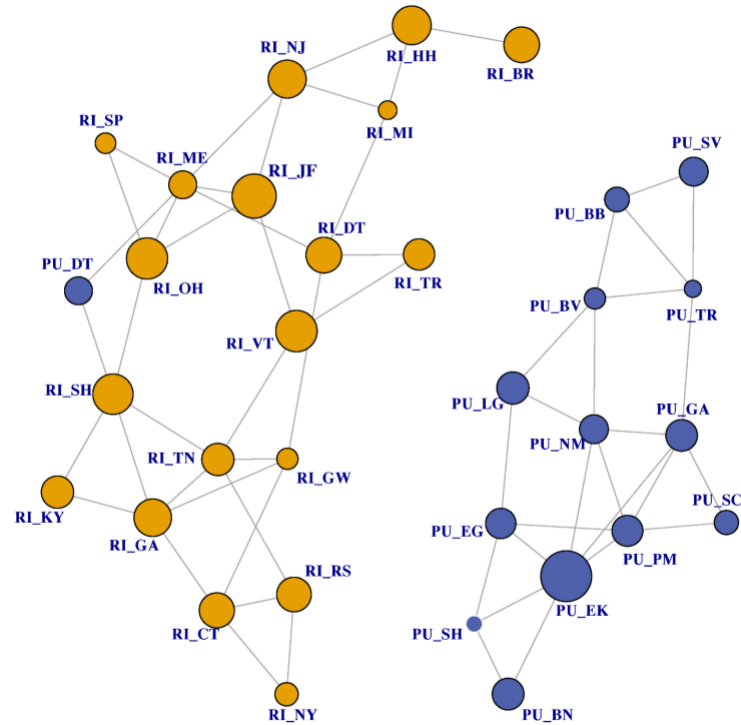 RI_NJ
RI_HH
RI_BR
RI_MI
RI_SP
RI_ME
RI_JF
PU_SV
PU_BB
RI_DT
PU_DT
RI_OH
RI_TR
PU_BV
PU_TR
RI_VT
RI_SH
PU_LG
PU_GA
PU_NM
RI_TN
RI_GW
PU_SC
RI_KY
RI_GA
PU_EG
PU_PM
RI_RS
PU_EK
RI_CT
PU_SH
RI_NY
PU_BN